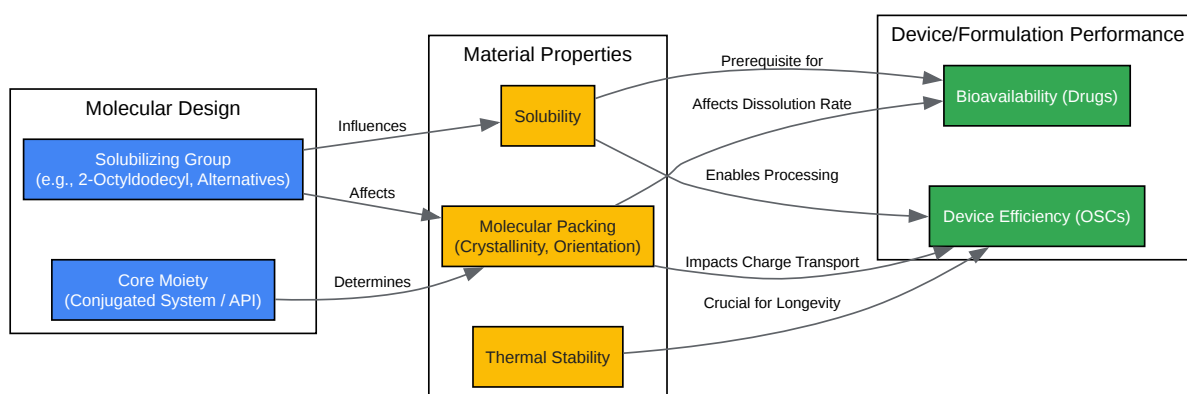 Molecular Design
Solubilizing Group
(e.g., 2-Octyldodecyl, Alternatives)
Core Moiety
(Conjugated System / API)
Influences
Affects
Determines
Material Properties
Solubility
Molecular Packing
(Crystallinity, Orientation)
Thermal Stability
Prerequisite for
Affects Dissolution Rate
Enables Processing
Impacts Charge Transport
Crucial for Longevity
Device/Formulation Performance
Bioavailability (Drugs)
Device Efficiency (OSCs)